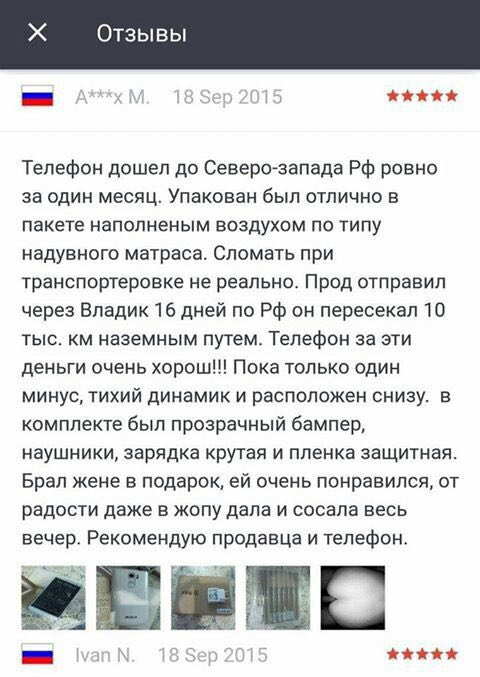 × Отзывы
A***x M. 18 Sep 2015
Телефон дошел до Северо-запада Рф ровно
за один месяц. Упакован был отлично в
пакете наполненым воздухом по типу
надувного матраса. Сломать при
транспортеровке не реально. Прод отправил
через Владик 16 дней по Рф он пересекал 10
тыс. км наземным путем. Телефон за эти
деньги очень хорош!!! Пока только один
минус, тихий динамик и расположен снизу. в
комплекте был прозрачный бампер,
наушники, зарядка крутая и пленка защитная.
Брал жене в подарок, ей очень понравился, от
радости даже в жопу дала и сосала весь
вечер. Рекомендую продавца и телефон.
Ivan N. 18 Sep 2015